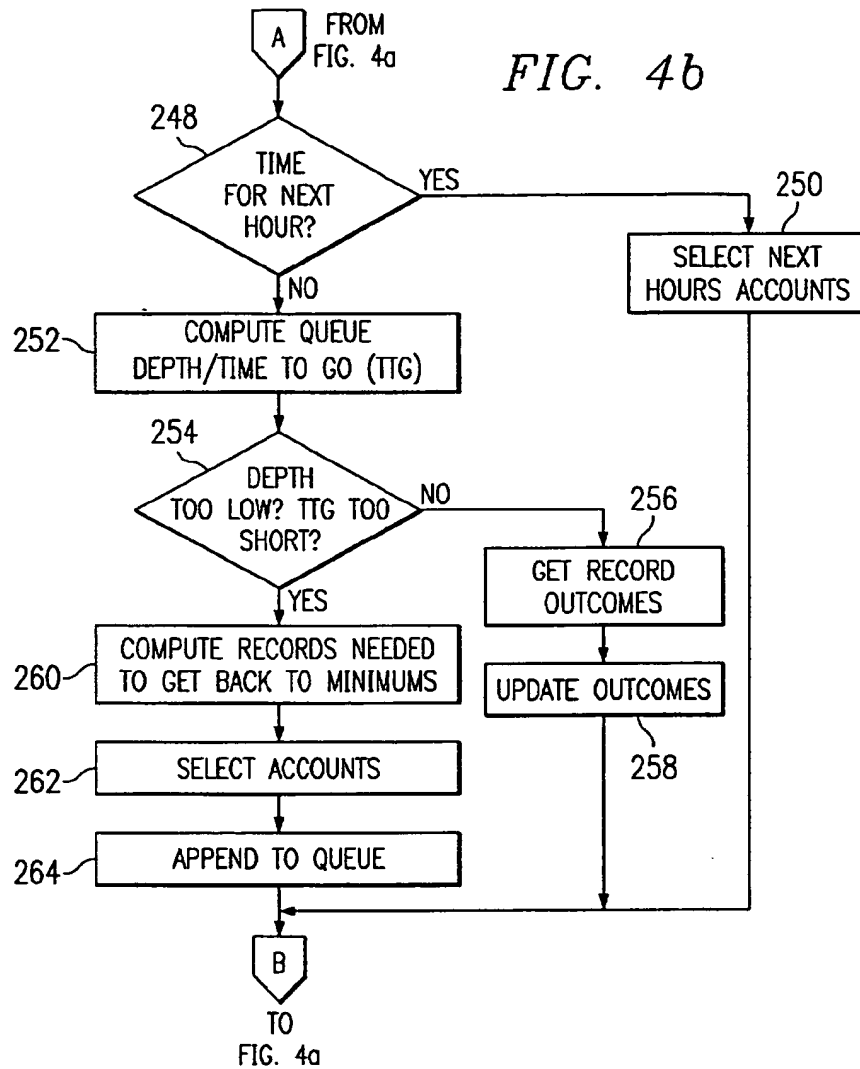 A
FROM
FIG. 4a
FIG. 4b
248
TIME
FOR NEXT
HOUR?
YES
250
SELECT NEXT
HOURS ACCOUNTS
NO
252
COMPUTE QUEUE
DEPTH/TIME TO GO (TTG)
254
DEPTH
TOO LOW? TTG TOO
SHORT?
NO
256
GET RECORD
OUTCOMES
YES
260
COMPUTE RECORDS NEEDED
TO GET BACK TO MINIMUMS
UPDATE OUTCOMES
258
262
SELECT ACCOUNTS
264
APPEND TO QUEUE
B
TO
FIG. 4a